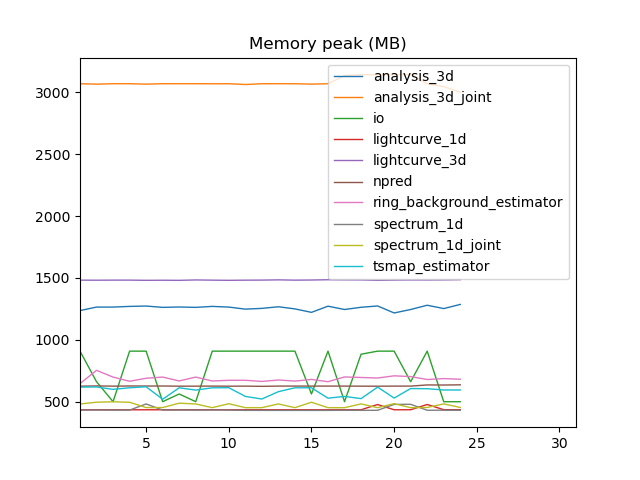 Memory peak (MB)
3000
2500
2000
1500
1000
500
5
10
15
20
25
30
analysis_3d
analysis_3d_joint
io
lightcurve_1d
lightcurve_3d
npred
ring_background_estimator
spectrum_1d
spectrum_1d_joint
tsmap_estimator